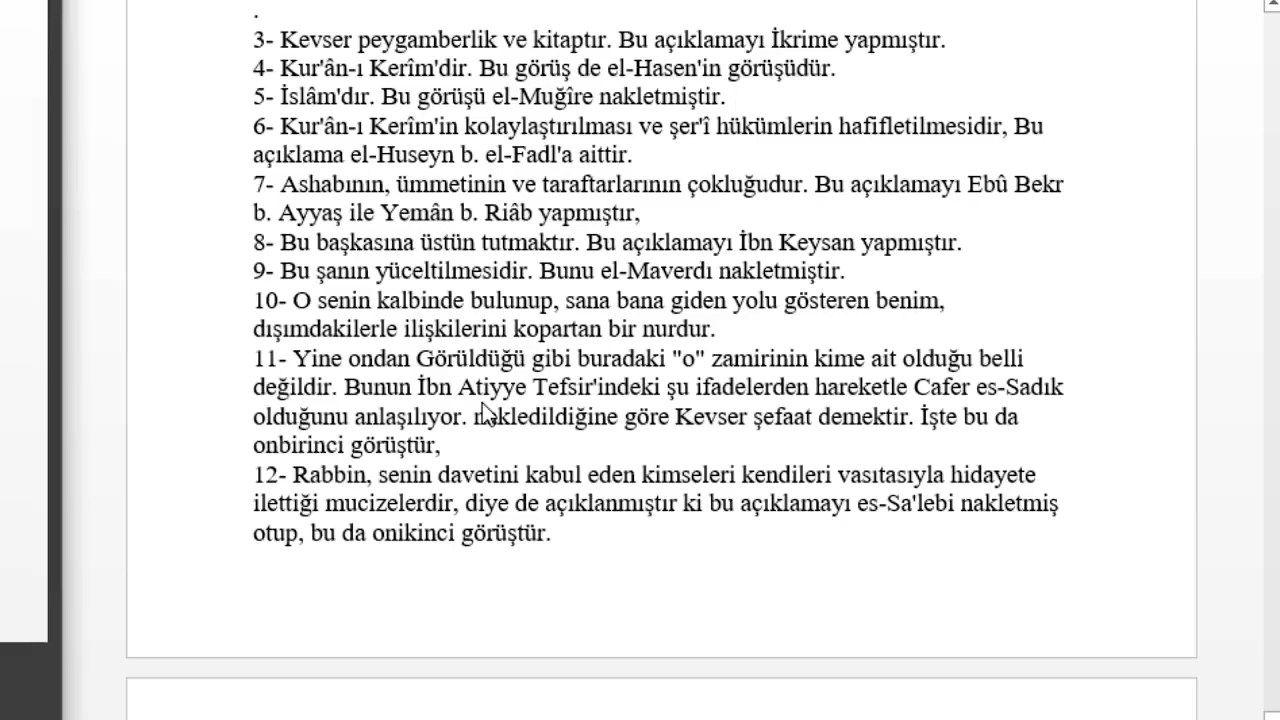 .
3- Kevser peygamberlik ve kitaptır. Bu açıklamayı İkrime yapmıştır.
4- Kur'ân-ı Kerîm'dir. Bu görüş de el-Hasen'in görüşüdür.
5- İslâm'dır. Bu görüşü el-Muğîre nakletmiştir.
6- Kur'ân-ı Kerîm'in kolaylaştırılması ve şer'î hükümlerin hafifletilmesidir, Bu
açıklama el-Huseyn b. el-Fadl'a aittir.
7- Ashabının, ümmetinin ve taraftarlarının çokluğudur. Bu açıklamayı Ebû Bekr
b. Ayyaş ile Yemân b. Riâb yapmıştır,
8- Bu başkasına üstün tutmaktır. Bu açıklamayı İbn Keysan yapmıştır.
9- Bu şanın yüceltilmesidir. Bunu el-Maverdı nakletmiştir.
10- O senin kalbinde bulunup, sana bana giden yolu gösteren benim,
dışımdakilerle ilişkilerini kopartan bir nurdur.
11- Yine ondan Görüldüğü gibi buradaki "o" zamirinin kime ait olduğu belli
değildir. Bunun İbn Atiyye Tefsir'indeki şu ifadelerden hareketle Cafer es-Sadık
olduğunu anlaşılıyor. nakledildiğine göre Kevser şefaat demektir. İşte bu da
onbirinci görüştür,
12- Rabbin, senin davetini kabul eden kimseleri kendileri vasıtasıyla hidayete
ilettiği mucizelerdir, diye de açıklanmıştır ki bu açıklamayı es-Sa'lebi nakletmiş
otup, bu da onikinci görüştür.